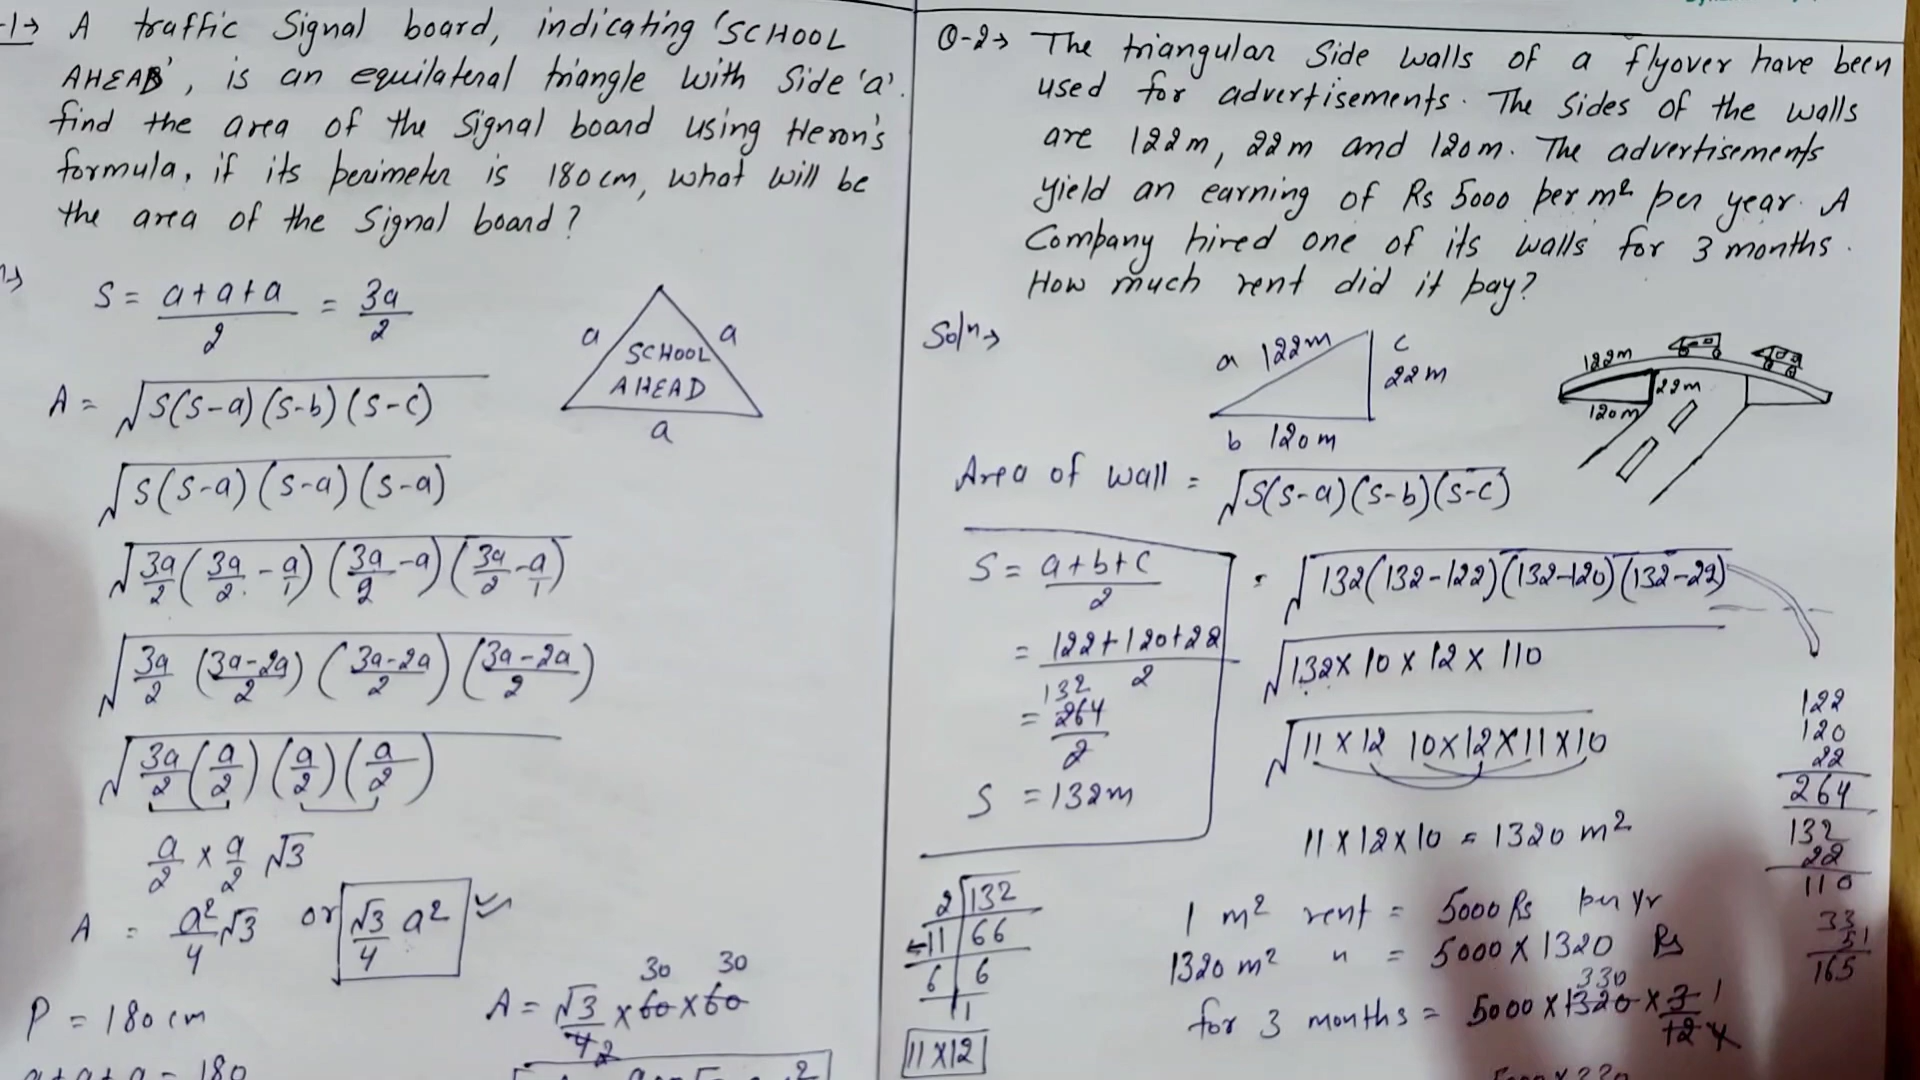 -1→ A traffic Signal board, indicating 'SCHOOL
AHEAD', is an equilateral triangle with Side 'a'.
find the area of the Signal board using Heron's
formula, if its perimeter is 180 cm, what will be
the area of the Signal board?
S = a+a+a/2 = 3a/2
a a
SCHOOL
AHEAD
a
A = √S(S-a)(S-b)(S-c)
√S(S-a)(S-a)(S-a)
√3a/2(3a/2 - a/1)(3a/2 - a)(3a/2 - a/1)
√3a/2 (3a-2a/2)(3a-2a/2)(3a-2a/2)
√3a/2(a/2)(a/2)(a/2)
a/2 × a/2 √3
A = a²/4 √3 or √3/4 a²
P = 180 cm
a+a+a = 180
30 30
A = √3/4 × 60 × 60
2
Q-2→ The triangular Side walls of a flyover have been
used for advertisements. The Sides of the walls
are 122m, 22m and 120m. The advertisements
yield an earning of Rs 5000 per m² per year. A
Company hired one of its walls for 3 months.
How much rent did it pay?
Solⁿ→
a 122m c
22m
b 120m
122m
22m
120m
Area of wall = √S(S-a)(S-b)(S-c)
S = a+b+c/2
= 122+120+22/2
132
= 264/2
S = 132m
= √132(132-122)(132-120)(132-22)
√132×10×12×110
√11×12 10×12×11×10
11×12×10 = 1320 m²
122
120
22
264
132
22
110
33
51
165
2 132
11 66
6 6
1
11×12
1 m² rent = 5000 Rs per yr
1320 m² " = 5000 × 1320 Rs
330
for 3 months = 5000 × 1320 × 3/12 1
4